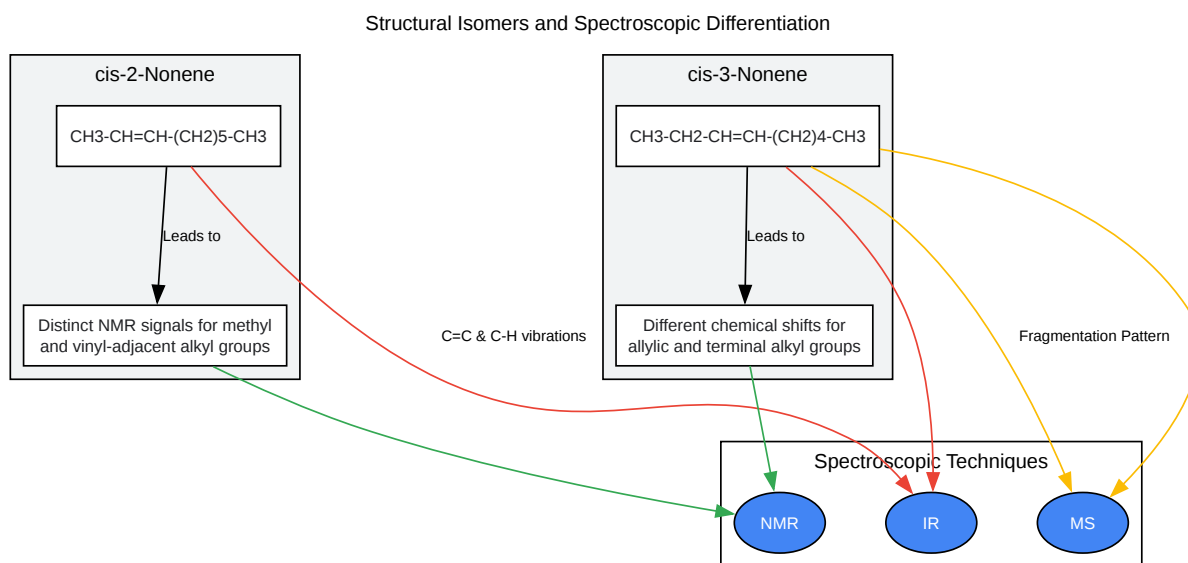 Structural Isomers and Spectroscopic Differentiation
cis-2-Nonene
CH3-CH=CH-(CH2)5-CH3
Leads to
Distinct NMR signals for methyl
and vinyl-adjacent alkyl groups
cis-3-Nonene
CH3-CH2-CH=CH-(CH2)4-CH3
Leads to
Different chemical shifts for
allylic and terminal alkyl groups
C=C & C-H vibrations
Fragmentation Pattern
Spectroscopic Techniques
NMR
IR
MS